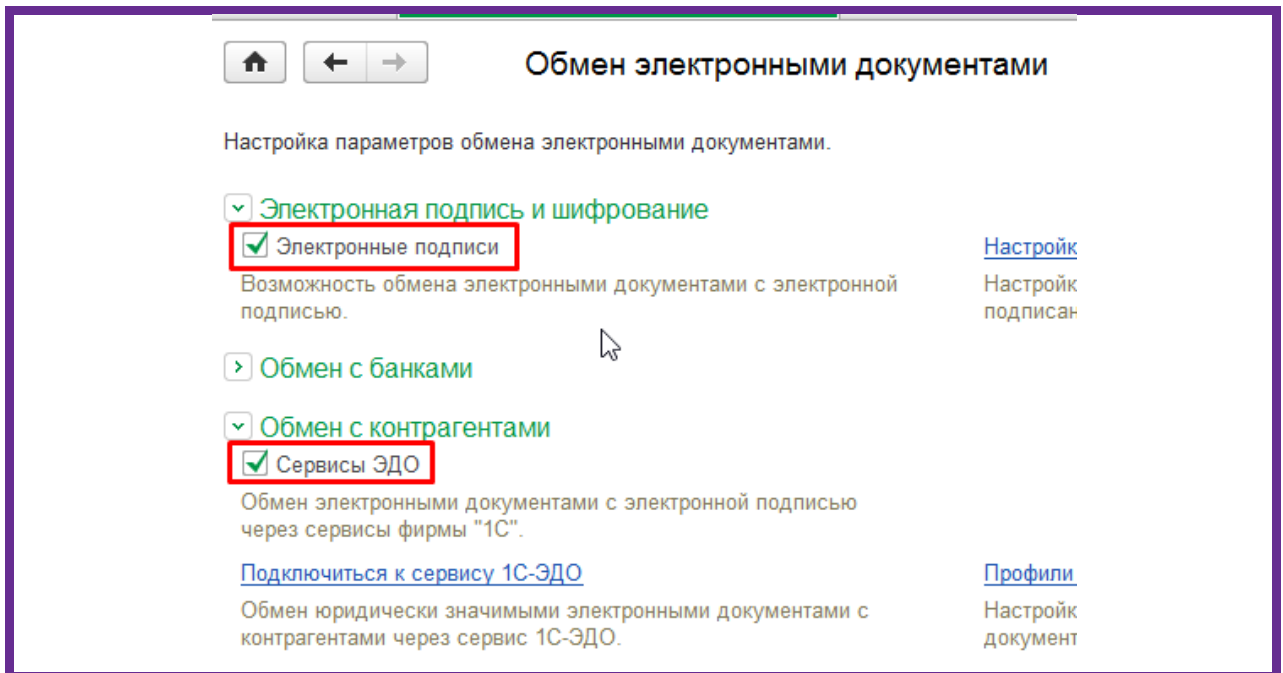 Обмен электронными документами
Настройка параметров обмена электронными документами.
Электронная подпись и шифрование
Электронные подписи
Настройк
Возможность обмена электронными документами с электронной
подписью.
Настройк
подписан
Обмен с банками
Обмен с контрагентами
Сервисы ЭДО
Обмен электронными документами с электронной подписью
через сервисы фирмы "1С".
Подключиться к сервису 1С-ЭДО
Профили
Обмен юридически значимыми электронными документами с
контрагентами через сервис 1С-ЭДО.
Настройк
документ